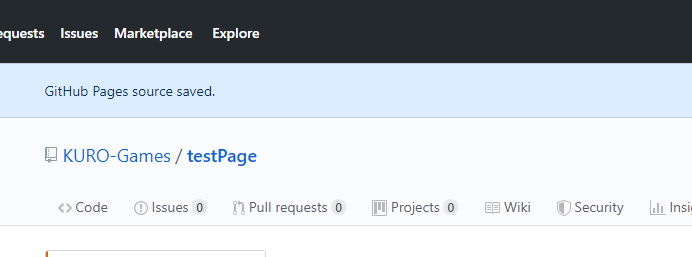 equests Issues Marketplace Explore
GitHub Pages source saved.
KURO-Games / testPage
Code Issues 0 Pull requests 0 Projects 0 Wiki Security Insi